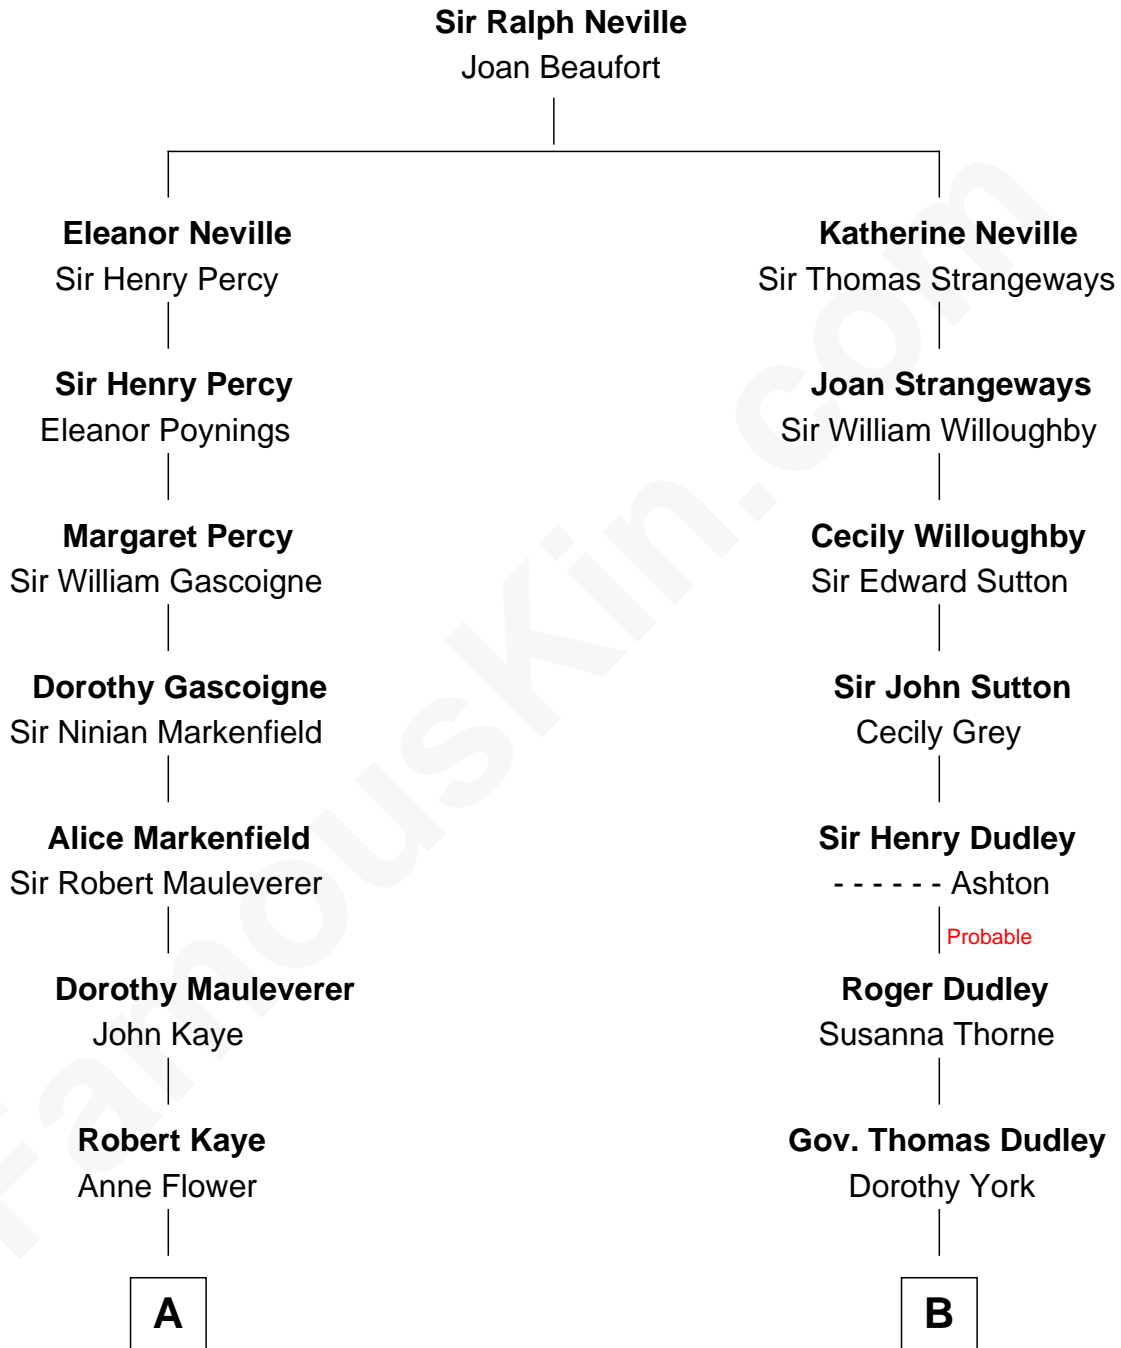 Sir Ralph Neville
Joan Beaufort
Eleanor Neville
Sir Henry Percy
Katherine Neville
Sir Thomas Strangeways
Sir Henry Percy
Eleanor Poynings
Joan Strangeways
Sir William Willoughby
Margaret Percy
Sir William Gascoigne
Cecily Willoughby
Sir Edward Sutton
Dorothy Gascoigne
Sir Ninian Markenfield
Sir John Sutton
Cecily Grey
Alice Markenfield
Sir Robert Mauleverer
Sir Henry Dudley
- - - - - - Ashton
Probable
Dorothy Mauleverer
John Kaye
Roger Dudley
Susanna Thorne
Robert Kaye
Anne Flower
Gov. Thomas Dudley
Dorothy York
A
B
FamousKin.com